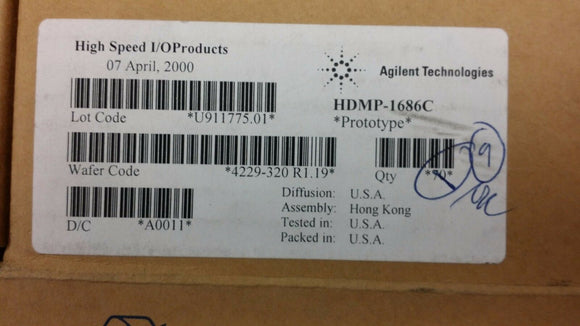 High Speed I/OProducts
07 April, 2000
Agilent Technologies
HDMP-1686C
*Prototype*
Lot Code *U911775.01*
Wafer Code *4229-320 R1.19*
Qty *70*
D/C *A0011*
Diffusion: U.S.A.
Assembly: Hong Kong
Tested in: U.S.A.
Packed in: U.S.A.